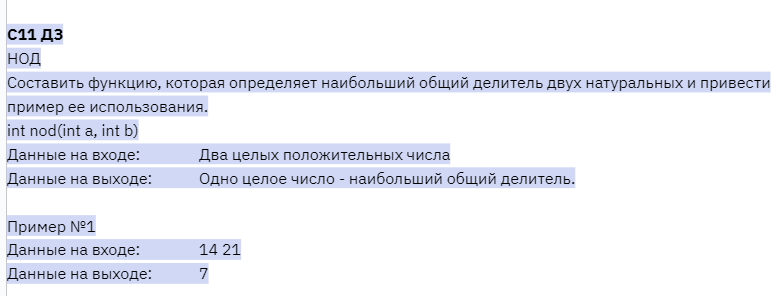 С11 ДЗ
НОД
Составить функцию, которая определяет наибольший общий делитель двух натуральных и привести
пример ее использования.
int nod(int a, int b)
Данные на входе: Два целых положительных числа
Данные на выходе: Одно целое число - наибольший общий делитель.
Пример №1
Данные на входе: 14 21
Данные на выходе: 7